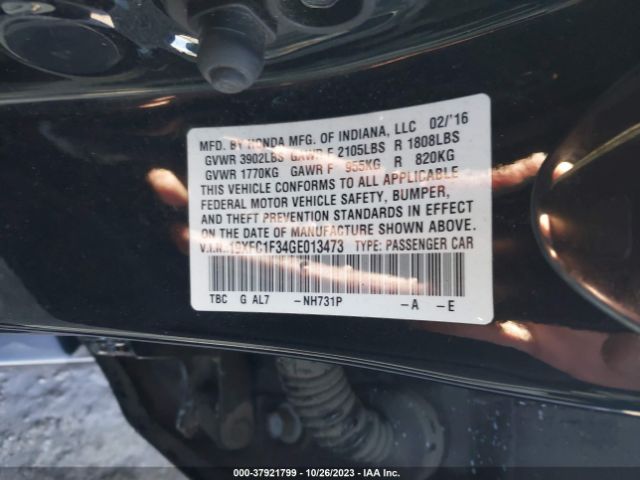 MFD. BY HONDA MFG. OF INDIANA, LLC 02/'16
GVWR 3902LBS GAWR F 2105LBS R 1808LBS
GVWR 1770KG GAWR F 955KG R 820KG
THIS VEHICLE CONFORMS TO ALL APPLICABLE
FEDERAL MOTOR VEHICLE SAFETY, BUMPER,
AND THEFT PREVENTION STANDARDS IN EFFECT
ON THE DATE OF MANUFACTURE SHOWN ABOVE.
V.I.N.:19XFC1F34GE013473 TYPE: PASSENGER CAR
TBC G AL7 -NH731P -A -E
000-37921799 | 10/26/2023 | IAA Inc.